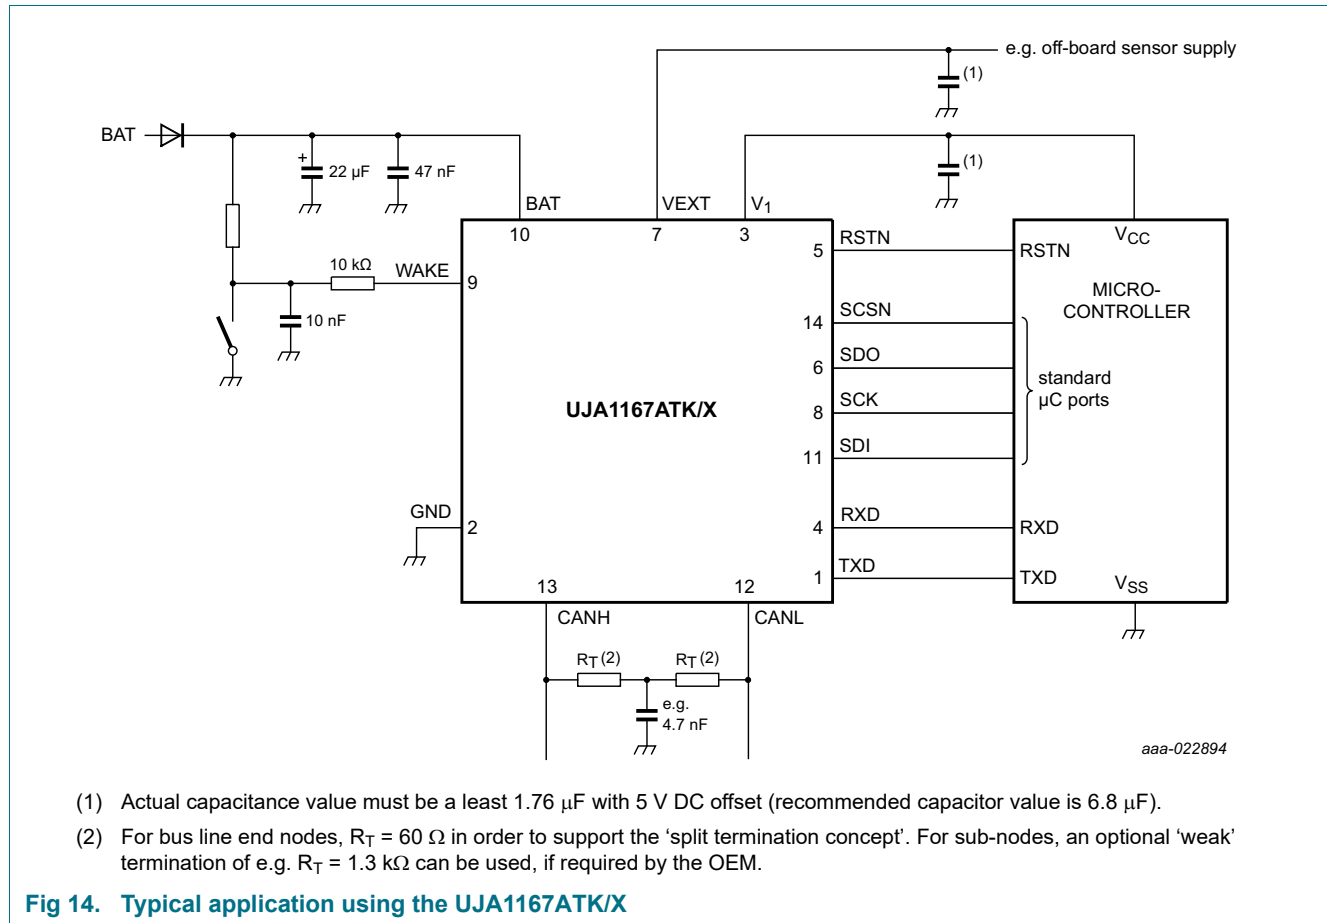 e.g. off-board sensor supply
(1)
BAT
+
22 µF
47 nF
(1)
BAT
VEXT
V1
10
7
3
VCC
5
RSTN
RSTN
10 kΩ
WAKE
9
MICRO-
CONTROLLER
10 nF
14
SCSN
6
SDO
standard
µC ports
8
SCK
UJA1167ATK/X
11
SDI
GND
2
4
RXD
RXD
1
TXD
TXD
13
12
VSS
CANH
CANL
RT (2)
RT (2)
e.g.
4.7 nF
aaa-022894
(1) Actual capacitance value must be a least 1.76 µF with 5 V DC offset (recommended capacitor value is 6.8 µF).
(2) For bus line end nodes, RT = 60 Ω in order to support the ‘split termination concept’. For sub-nodes, an optional ‘weak’
termination of e.g. RT = 1.3 kΩ can be used, if required by the OEM.
Fig 14. Typical application using the UJA1167ATK/X